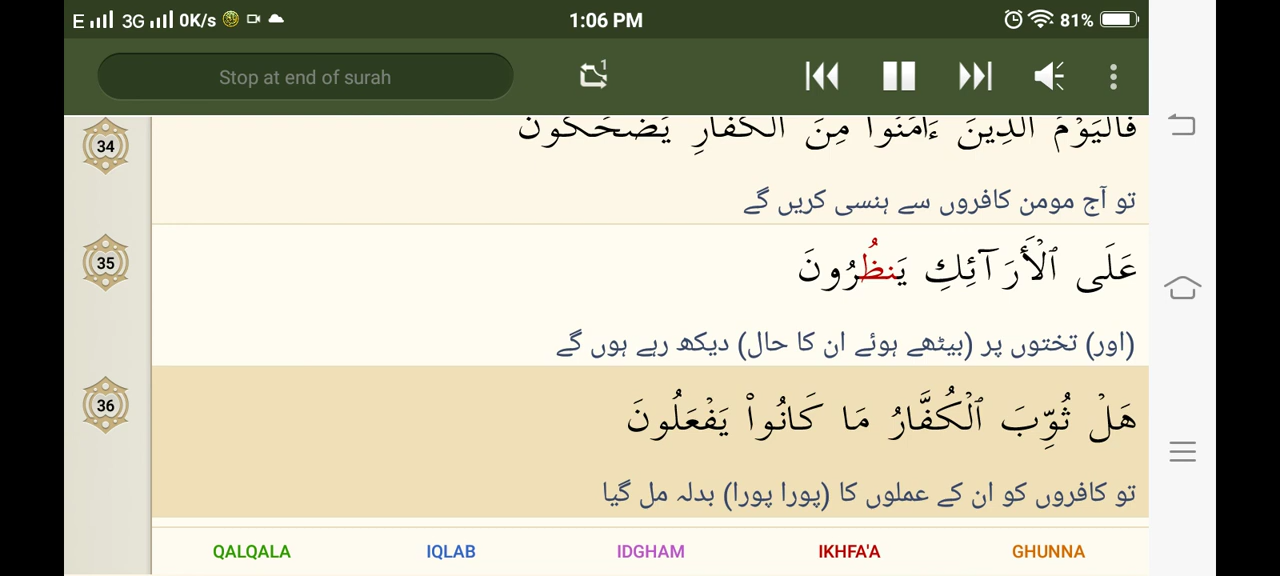 E 3G 0K/s 1:06 PM 81%
Stop at end of surah 1
34 فَٱلْيَوْمَ ٱلَّذِينَ ءَامَنُوا۟ مِنَ ٱلْكُفَّارِ يَضْحَكُونَ
تو آج مومن کافروں سے ہنسی کریں گے
35 عَلَى ٱلْأَرَآئِكِ يَنظُرُونَ
(اور) تختوں پر (بیٹھے ہوئے ان کا حال) دیکھ رہے ہوں گے
36 هَلْ ثُوِّبَ ٱلْكُفَّارُ مَا كَانُوا۟ يَفْعَلُونَ
تو کافروں کو ان کے عملوں کا (پورا پورا) بدلہ مل گیا
QALQALA IQLAB IDGHAM IKHFA'A GHUNNA